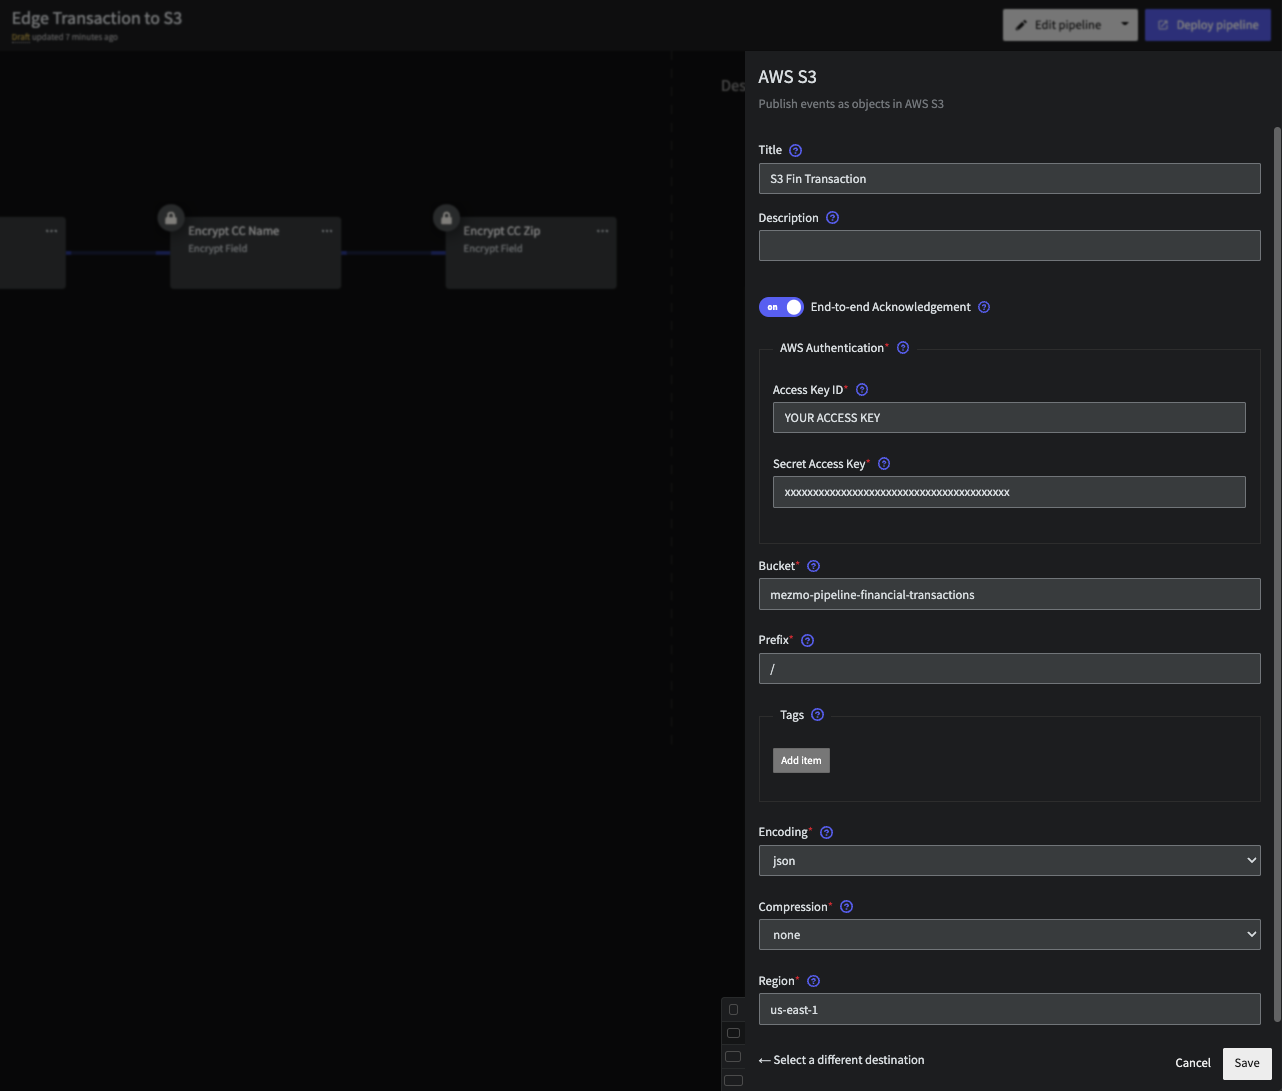 Edge Transaction to S3
Draft updated 7 minutes ago
Edit pipeline
Deploy pipeline
Des
Encrypt CC Name
Encrypt Field
Encrypt CC Zip
Encrypt Field
AWS S3
Publish events as objects in AWS S3
Title
S3 Fin Transaction
Description
on End-to-end Acknowledgement
AWS Authentication*
Access Key ID*
YOUR ACCESS KEY
Secret Access Key*
xxxxxxxxxxxxxxxxxxxxxxxxxxxxxxxxxxxxxxxx
Bucket*
mezmo-pipeline-financial-transactions
Prefix*
/
Tags
Add item
Encoding*
json
Compression*
none
Region*
us-east-1
← Select a different destination
Cancel
Save